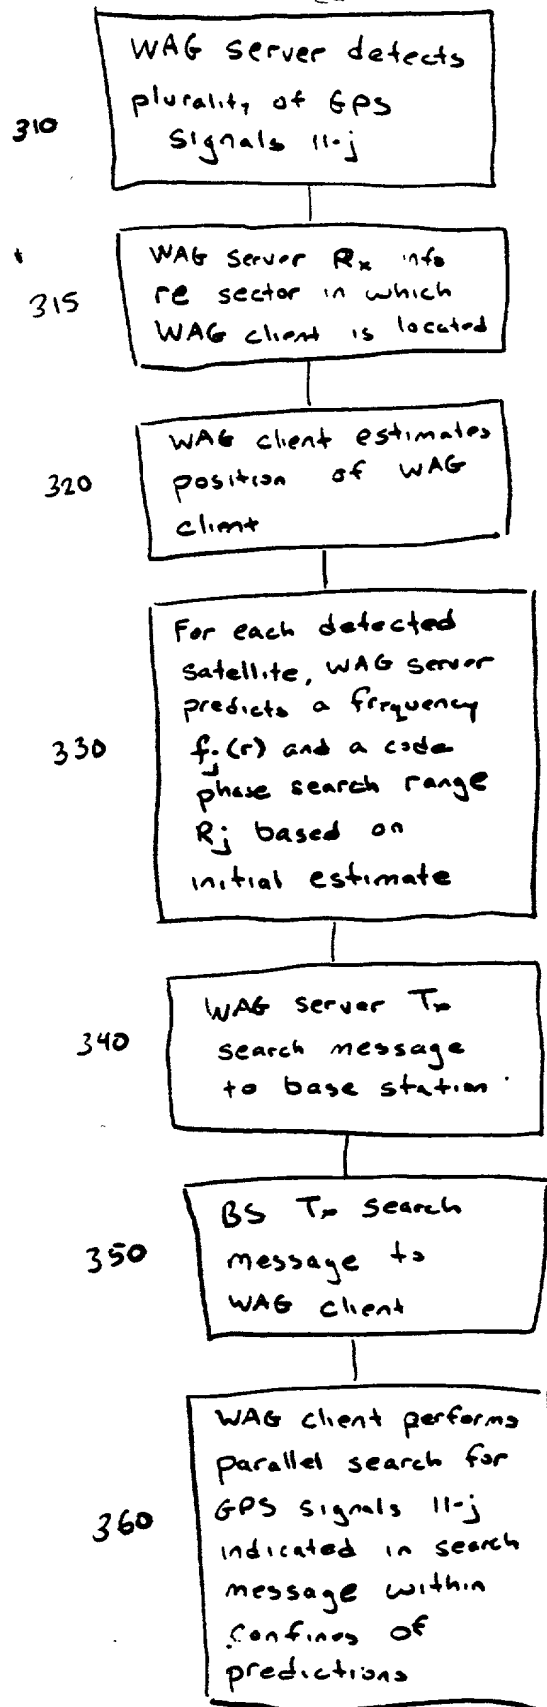 WAG server detects
plurality of GPS
signals 11-j
310
WAG server Rx info
re sector in which
WAG client is located
315
WAG client estimates
position of WAG
client
320
For each detected
satellite, WAG server
predicts a frequency
fj(r) and a code
phase search range
Rj based on
initial estimate
330
WAG server Tx
search message
to base station
340
BS Tx search
message to
WAG client
350
WAG client performs
parallel search for
GPS signals 11-j
indicated in search
message within
confines of
predictions
360